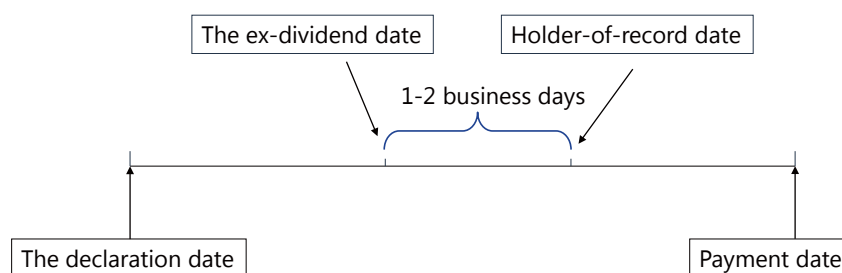 The ex-dividend date
Holder-of-record date
1-2 business days
The declaration date
Payment date